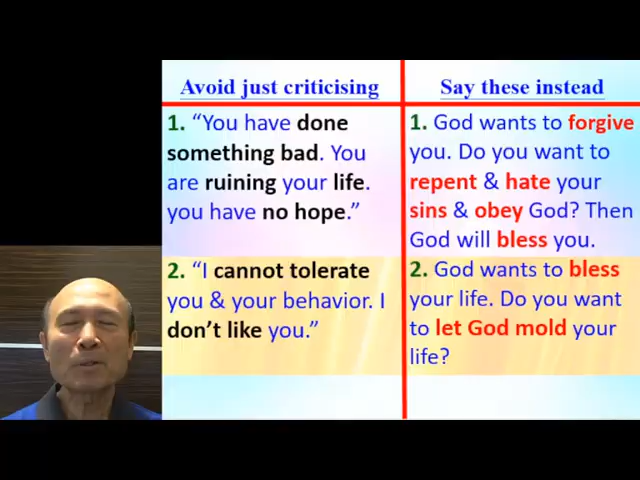 Avoid just criticising
Say these instead
1. “You have done
something bad. You
are ruining your life.
you have no hope.”
1. God wants to forgive
you. Do you want to
repent & hate your
sins & obey God? Then
God will bless you.
2. “I cannot tolerate
you & your behavior. I
don’t like you.”
2. God wants to bless
your life. Do you want
to let God mold your
life?